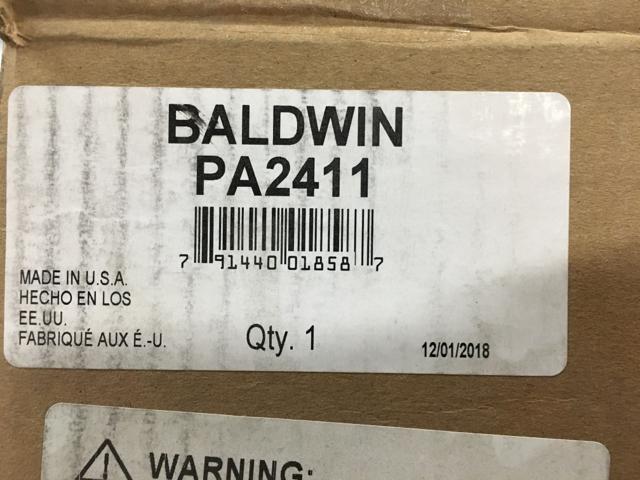 BALDWIN
PA2411
7 91440 01858 7
MADE IN U.S.A.
HECHO EN LOS
EE.UU.
FABRIQUÉ AUX É.-U.
Qty. 1
12/01/2018
WARNING: